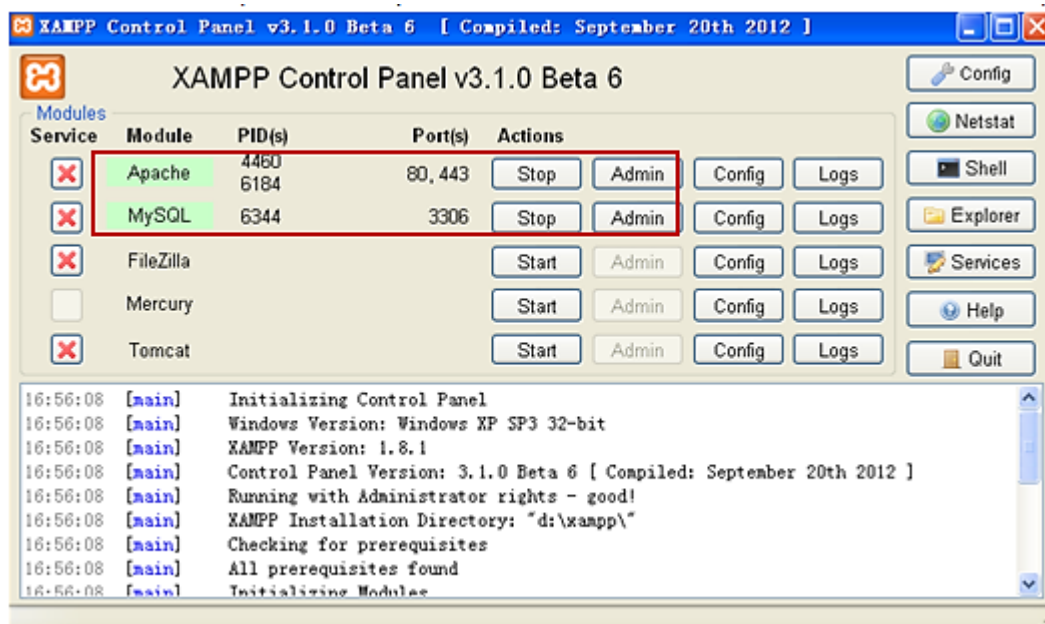 XAMPP Control Panel v3.1.0 Beta 6 [ Compiled: September 20th 2012 ]
XAMPP Control Panel v3.1.0 Beta 6
Config
Modules
Netstat
Service Module PID(s) Port(s) Actions
Apache 4460 6184 80, 443 Stop Admin Config Logs
Shell
MySQL 6344 3306 Stop Admin Config Logs
Explorer
FileZilla Start Admin Config Logs
Services
Mercury Start Admin Config Logs
Help
Tomcat Start Admin Config Logs
Quit
16:56:08 [main] Initializing Control Panel
16:56:08 [main] Windows Version: Windows XP SP3 32-bit
16:56:08 [main] XAMPP Version: 1.8.1
16:56:08 [main] Control Panel Version: 3.1.0 Beta 6 [ Compiled: September 20th 2012 ]
16:56:08 [main] Running with Administrator rights - good!
16:56:08 [main] XAMPP Installation Directory: "d:\xampp\"
16:56:08 [main] Checking for prerequisites
16:56:08 [main] All prerequisites found
16:56:08 [main] Initializing Modules